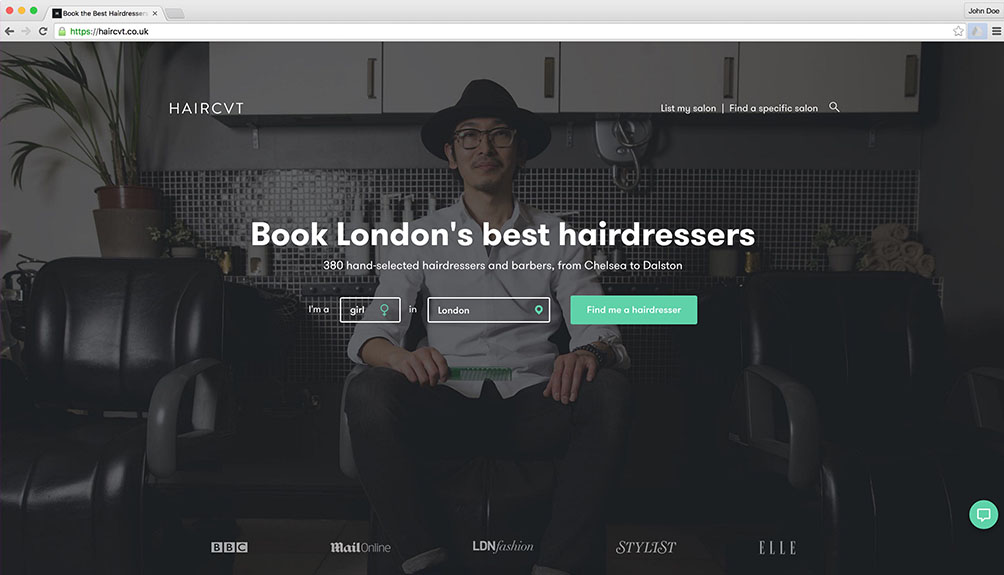 John Doe
Book the Best Hairdressers
https://haircvt.co.uk
HAIRCVT
List my salon | Find a specific salon
Book London's best hairdressers
380 hand-selected hairdressers and barbers, from Chelsea to Dalston
I'm a girl in London Find me a hairdresser
BBC MailOnline LDNfashion STYLIST ELLE